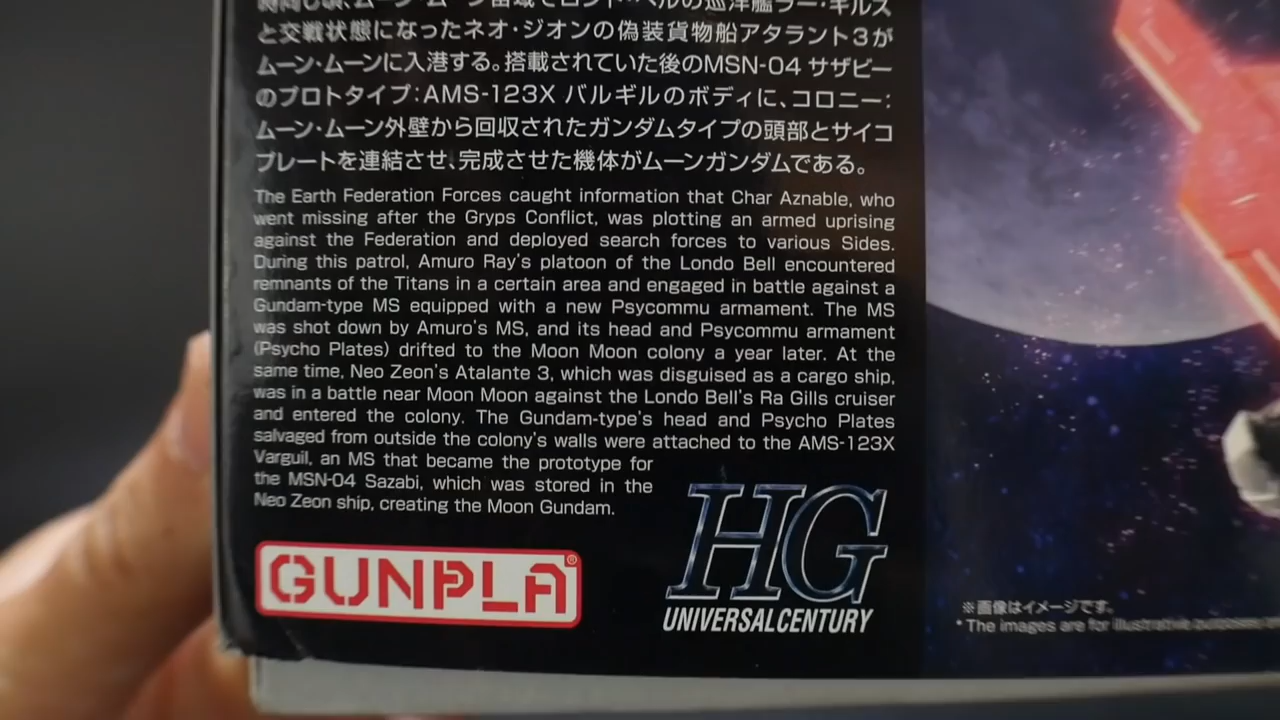 と交戦状態になったネオ・ジオンの偽装貨物船アタラント3が
ムーン・ムーンに入港する。搭載されていた後のMSN-04 サザビー
のプロトタイプ:AMS-123X バルギルのボディに、コロニー:
ムーン・ムーン外壁から回収されたガンダムタイプの頭部とサイコ
プレートを連結させ、完成させた機体がムーンガンダムである。
The Earth Federation Forces caught information that Char Aznable, who
went missing after the Gryps Conflict, was plotting an armed uprising
against the Federation and deployed search forces to various Sides.
During this patrol, Amuro Ray's platoon of the Londo Bell encountered
remnants of the Titans in a certain area and engaged in battle against a
Gundam-type MS equipped with a new Psycommu armament. The MS
was shot down by Amuro's MS, and its head and Psycommu armament
(Psycho Plates) drifted to the Moon Moon colony a year later. At the
same time, Neo Zeon's Atalante 3, which was disguised as a cargo ship,
was in a battle near Moon Moon against the Londo Bell's Ra Gills cruiser
and entered the colony. The Gundam-type's head and Psycho Plates
salvaged from outside the colony's walls were attached to the AMS-123X
Varguil, an MS that became the prototype for
the MSN-04 Sazabi, which was stored in the
Neo Zeon ship, creating the Moon Gundam.
GUNPLA®
HG
UNIVERSAL CENTURY
※画像はイメージです。
* The images are for illustrative purposes